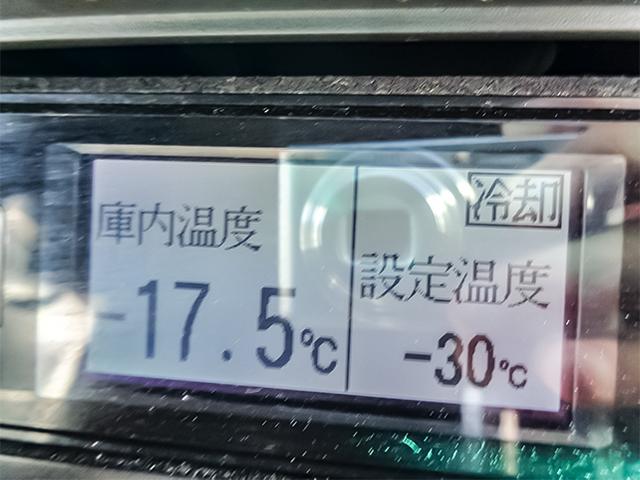 庫内温度
-17.5℃
冷却
設定温度
-30℃